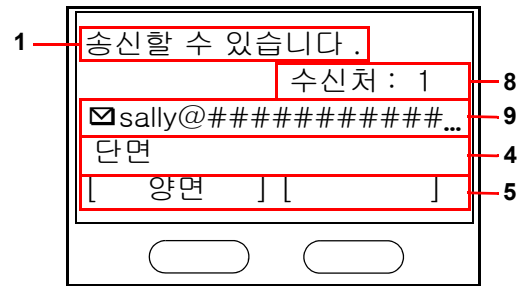 1 송신할 수 있습니다 .
수신처 : 1 8
sally@###########... 9
단면 4
[ 양면 ] [ ] 5